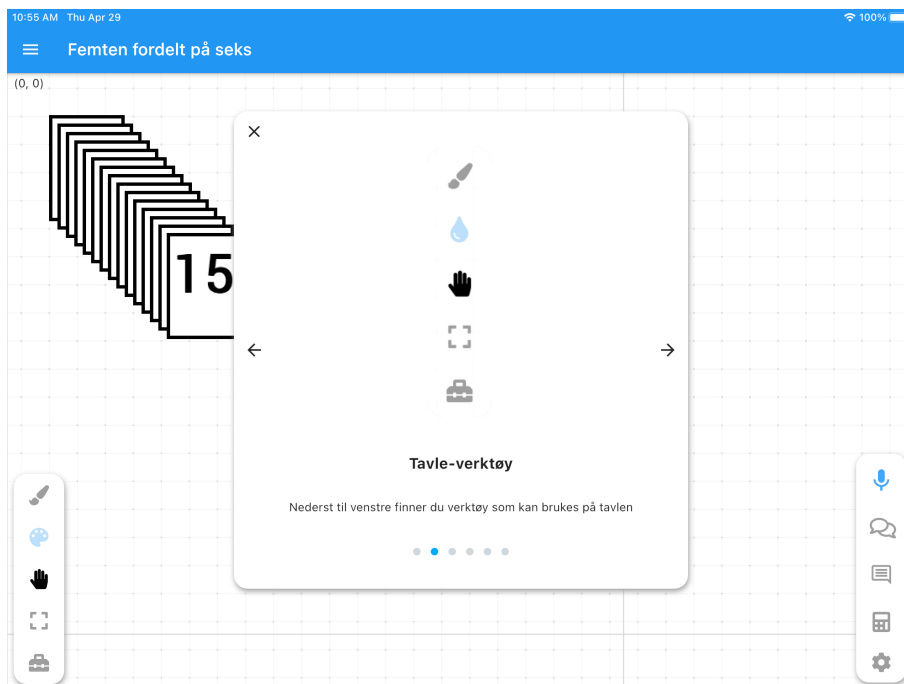 10:55 AM Thu Apr 29
100%
Femten fordelt på seks
(0, 0)
15
Tavle-verktøy
Nederst til venstre finner du verktøy som kan brukes på tavlen